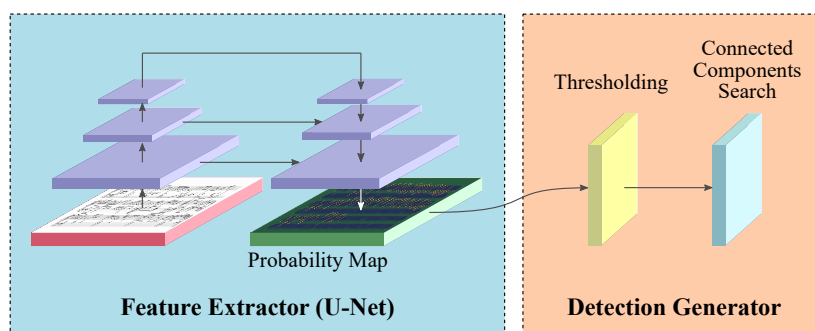 Probability Map
Feature Extractor (U-Net)
Thresholding
Connected
Components
Search
Detection Generator